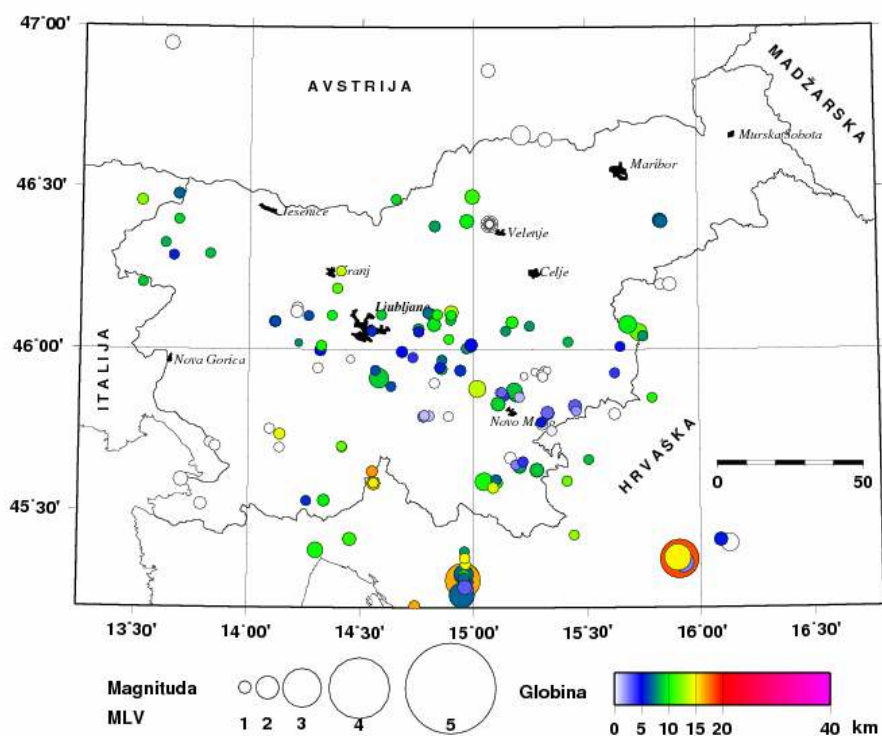 47°00'
46°30'
46°00'
45°30'
13°30'
14°00'
14°30'
15°00'
15°30'
16°00'
16°30'
AVSTRIJA
MADŽARSKA
ITALIJA
HRVAŠKA
Murska Sobota
Maribor
Jesenice
Velenje
Kranj
Celje
Ljubljana
Nova Gorica
Novo Mesto
0 50
Magnituda
MLV
1 2 3 4 5
Globina
0 5 10 15 20 40 km